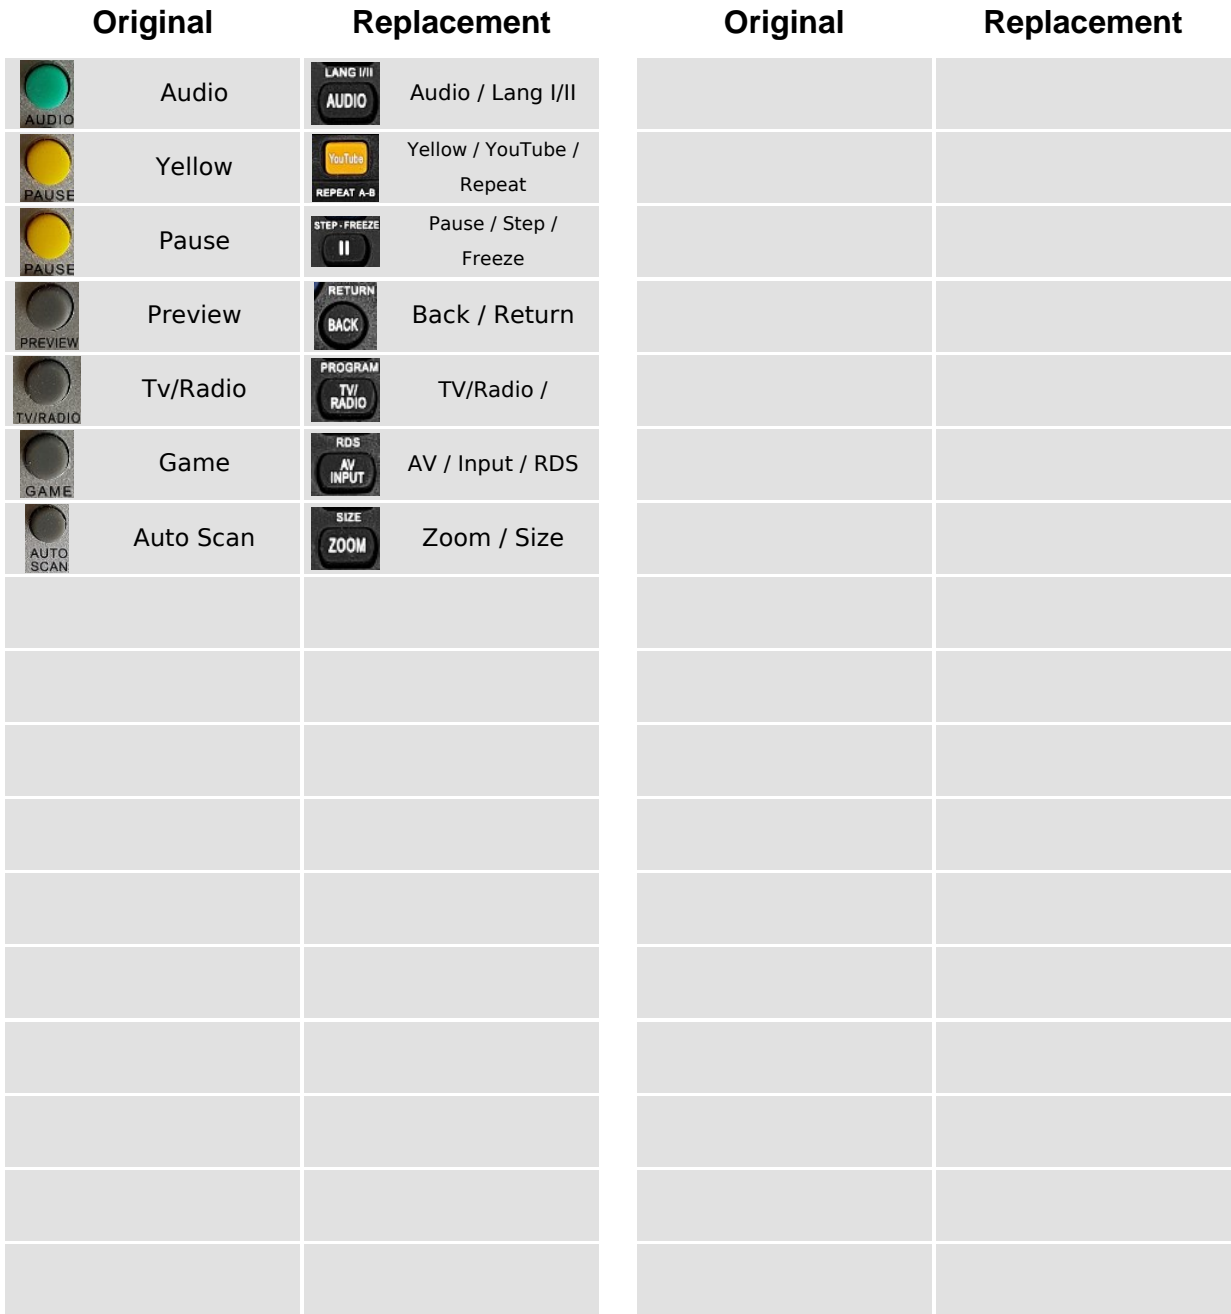 Original Replacement Original Replacement
AUDIO Audio LANG I/II AUDIO Audio / Lang I/II
PAUSE Yellow YouTube REPEAT A-B Yellow / YouTube /
Repeat
PAUSE Pause STEP - FREEZE II Pause / Step /
Freeze
PREVIEW Preview RETURN BACK Back / Return
TV/RADIO Tv/Radio PROGRAM TV/ RADIO TV/Radio /
GAME Game RDS AV INPUT AV / Input / RDS
AUTO SCAN Auto Scan SIZE ZOOM Zoom / Size